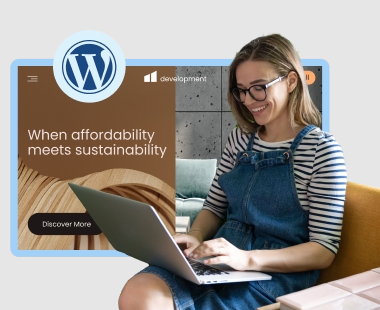 development
When affordability
meets sustainability
Discover More